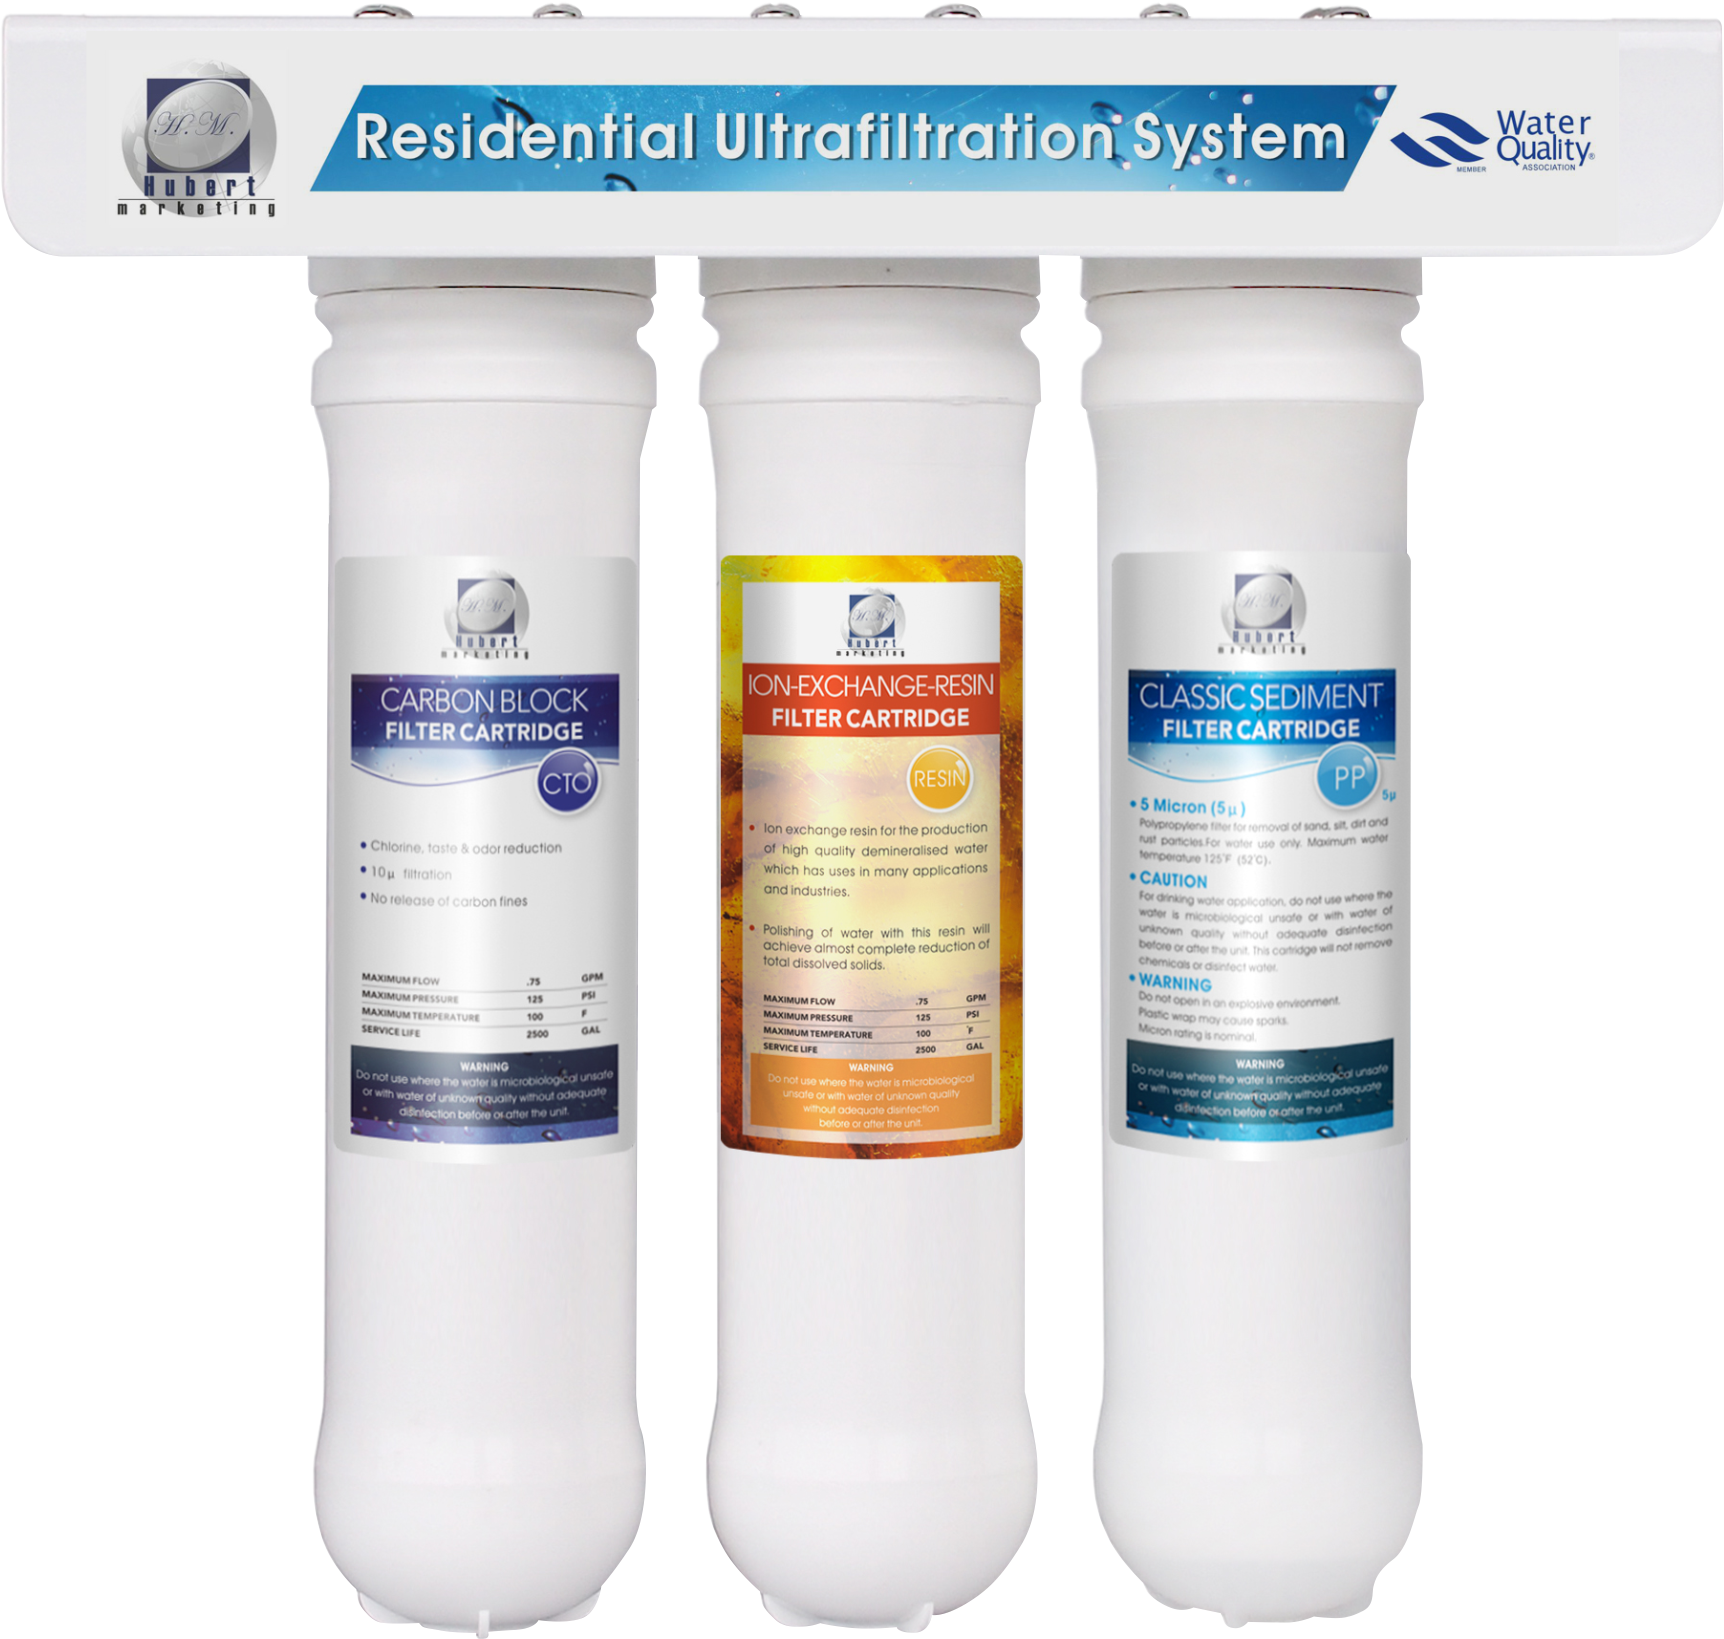 H.M.
Hubert
marketing
Residential Ultrafiltration System
Water
Quality®
MEMBER
ASSOCIATION
H.M.
Hubert
marketing
CARBON BLOCK
FILTER CARTRIDGE
CTO
• Chlorine, taste & odor reduction
• 10µ filtration
• No release of carbon fines
MAXIMUM FLOW .75 GPM
MAXIMUM PRESSURE 125 PSI
MAXIMUM TEMPERATURE 100 F
SERVICE LIFE 2500 GAL
WARNING
Do not use where the water is microbiological unsafe
or with water of unknown quality without adequate
disinfection before or after the unit.
H.M.
Hubert
marketing
ION-EXCHANGE-RESIN
FILTER CARTRIDGE
RESIN
• Ion exchange resin for the production
of high quality demineralised water
which has uses in many applications
and industries.
• Polishing of water with this resin will
achieve almost complete reduction of
total dissolved solids.
MAXIMUM FLOW .75 GPM
MAXIMUM PRESSURE 125 PSI
MAXIMUM TEMPERATURE 100 °F
SERVICE LIFE 2500 GAL
WARNING
Do not use where the water is microbiological
unsafe or with water of unknown quality
without adequate disinfection
before or after the unit.
H.M.
Hubert
marketing
CLASSIC SEDIMENT
FILTER CARTRIDGE
PP
5µ
• 5 Micron (5µ)
Polypropylene filter for removal of sand, silt, dirt and
rust particles.For water use only. Maximum water
temperature 125°F (52°C).
• CAUTION
For drinking water application, do not use where the
water is microbiological unsafe or with water of
unknown quality without adequate disinfection
before or after the unit. This cartridge will not remove
chemicals or disinfect water.
• WARNING
Do not open in an explosive environment.
Plastic wrap may cause sparks.
Micron rating is nominal.
WARNING
Do not use where the water is microbiological unsafe
or with water of unknown quality without adequate
disinfection before or after the unit.